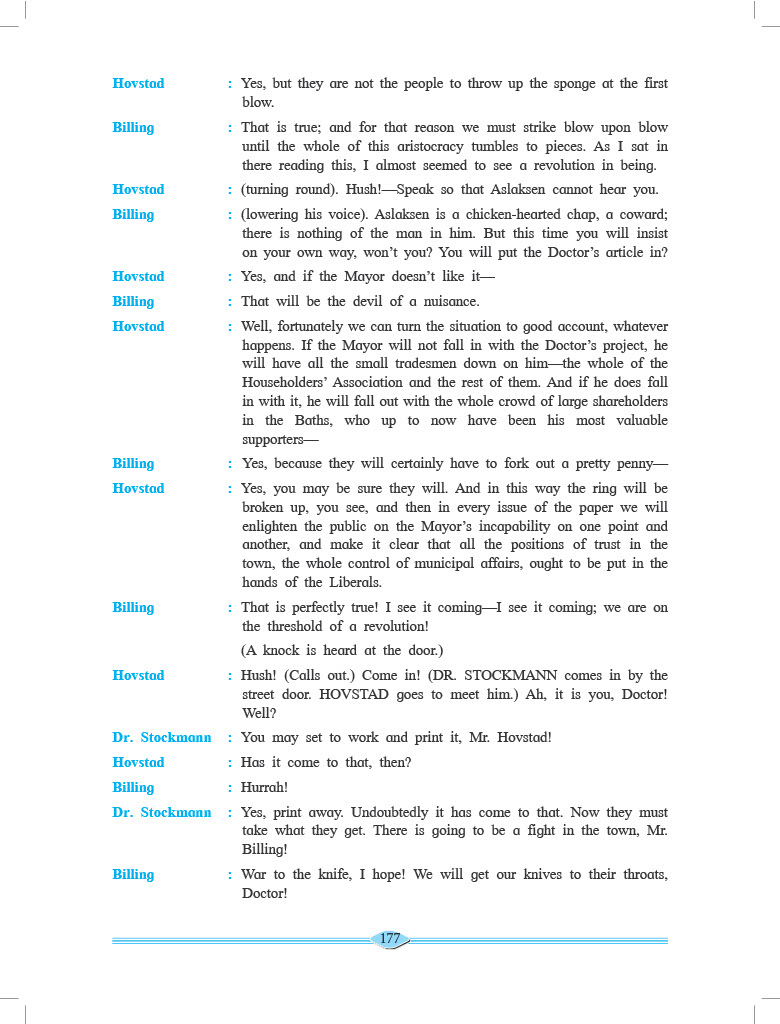 Hovstad : Yes, but they are not the people to throw up the sponge at the first
blow.
Billing : That is true; and for that reason we must strike blow upon blow
until the whole of this aristocracy tumbles to pieces. As I sat in
there reading this, I almost seemed to see a revolution in being.
Hovstad : (turning round). Hush!—Speak so that Aslaksen cannot hear you.
Billing : (lowering his voice). Aslaksen is a chicken-hearted chap, a coward;
there is nothing of the man in him. But this time you will insist
on your own way, won't you? You will put the Doctor's article in?
Hovstad : Yes, and if the Mayor doesn't like it—
Billing : That will be the devil of a nuisance.
Hovstad : Well, fortunately we can turn the situation to good account, whatever
happens. If the Mayor will not fall in with the Doctor's project, he
will have all the small tradesmen down on him—the whole of the
Householders' Association and the rest of them. And if he does fall
in with it, he will fall out with the whole crowd of large shareholders
in the Baths, who up to now have been his most valuable
supporters—
Billing : Yes, because they will certainly have to fork out a pretty penny—
Hovstad : Yes, you may be sure they will. And in this way the ring will be
broken up, you see, and then in every issue of the paper we will
enlighten the public on the Mayor's incapability on one point and
another, and make it clear that all the positions of trust in the
town, the whole control of municipal affairs, ought to be put in the
hands of the Liberals.
Billing : That is perfectly true! I see it coming—I see it coming; we are on
the threshold of a revolution!
(A knock is heard at the door.)
Hovstad : Hush! (Calls out.) Come in! (DR. STOCKMANN comes in by the
street door. HOVSTAD goes to meet him.) Ah, it is you, Doctor!
Well?
Dr. Stockmann : You may set to work and print it, Mr. Hovstad!
Hovstad : Has it come to that, then?
Billing : Hurrah!
Dr. Stockmann : Yes, print away. Undoubtedly it has come to that. Now they must
take what they get. There is going to be a fight in the town, Mr.
Billing!
Billing : War to the knife, I hope! We will get our knives to their throats,
Doctor!
177